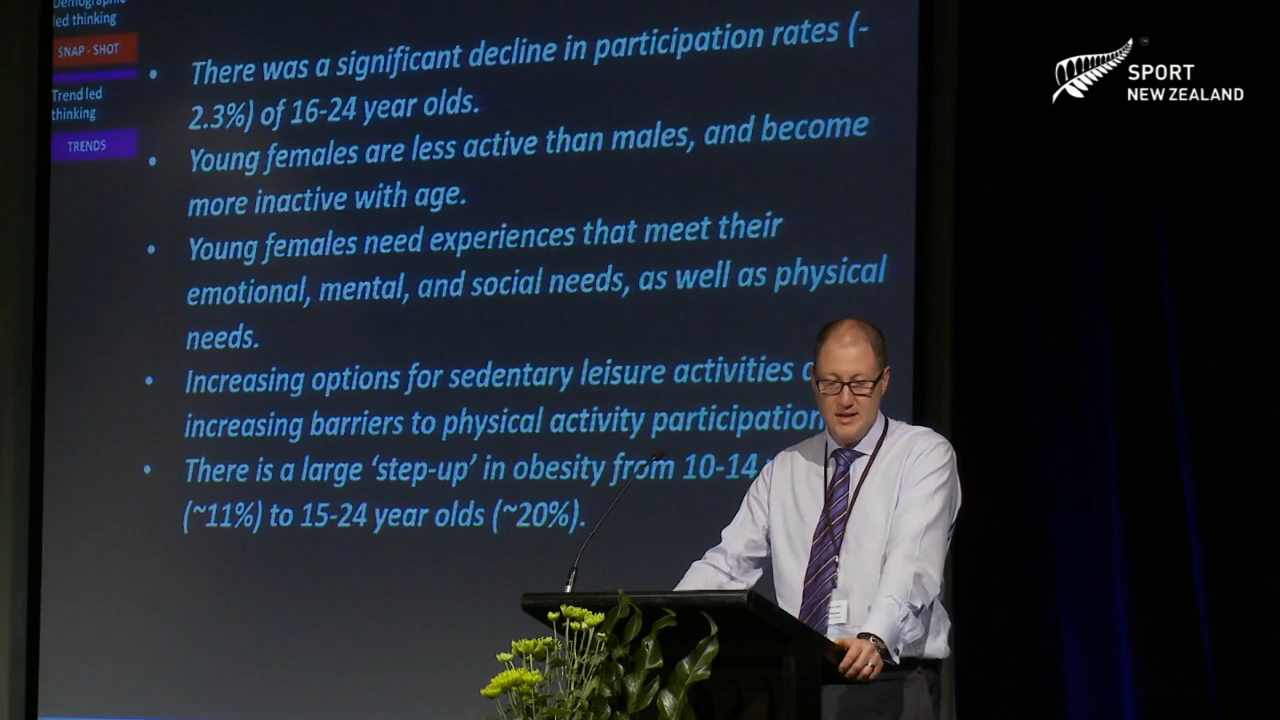 Demographic
led thinking
SNAP - SHOT
Trend led
thinking
TRENDS
• There was a significant decline in participation rates (-
2.3%) of 16-24 year olds.
• Young females are less active than males, and become
more inactive with age.
• Young females need experiences that meet their
emotional, mental, and social needs, as well as physical
needs.
• Increasing options for sedentary leisure activities
increasing barriers to physical activity participation
• There is a large ‘step-up’ in obesity from 10-14
(~11%) to 15-24 year olds (~20%).
SPORT
NEW ZEALAND